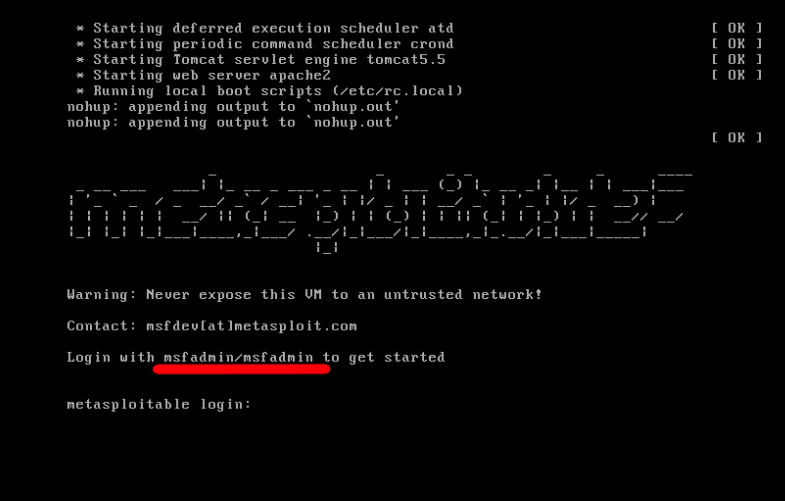 * Starting deferred execution scheduler atd [ OK ]
* Starting periodic command scheduler crond [ OK ]
* Starting Tomcat servlet engine tomcat5.5 [ OK ]
* Starting web server apache2 [ OK ]
* Running local boot scripts (/etc/rc.local)
nohup: appending output to `nohup.out'
nohup: appending output to `nohup.out'
[ OK ]
metasploitable2
Warning: Never expose this VM to an untrusted network!
Contact: msfdev[at]metasploit.com
Login with msfadmin/msfadmin to get started
metasploitable login: